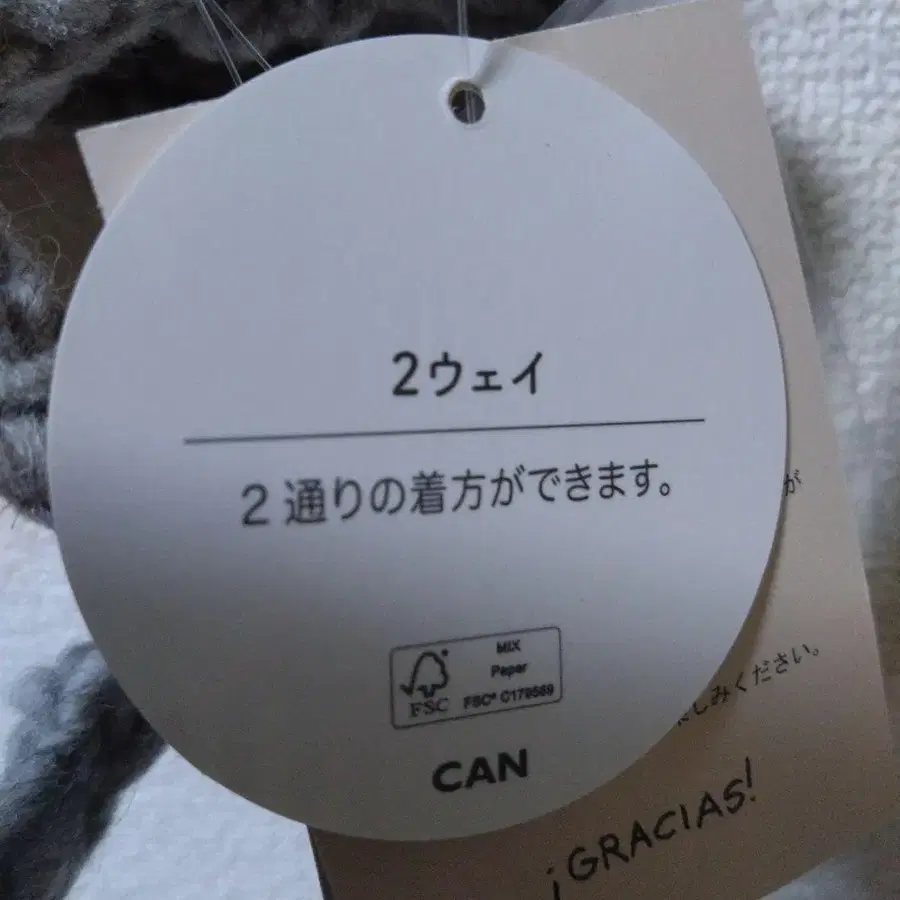 2ウェイ
2通りの着方ができます。
MIX
Paper
FSC® C179569
FSC
CAN
が
しみください。
¡GRACIAS!